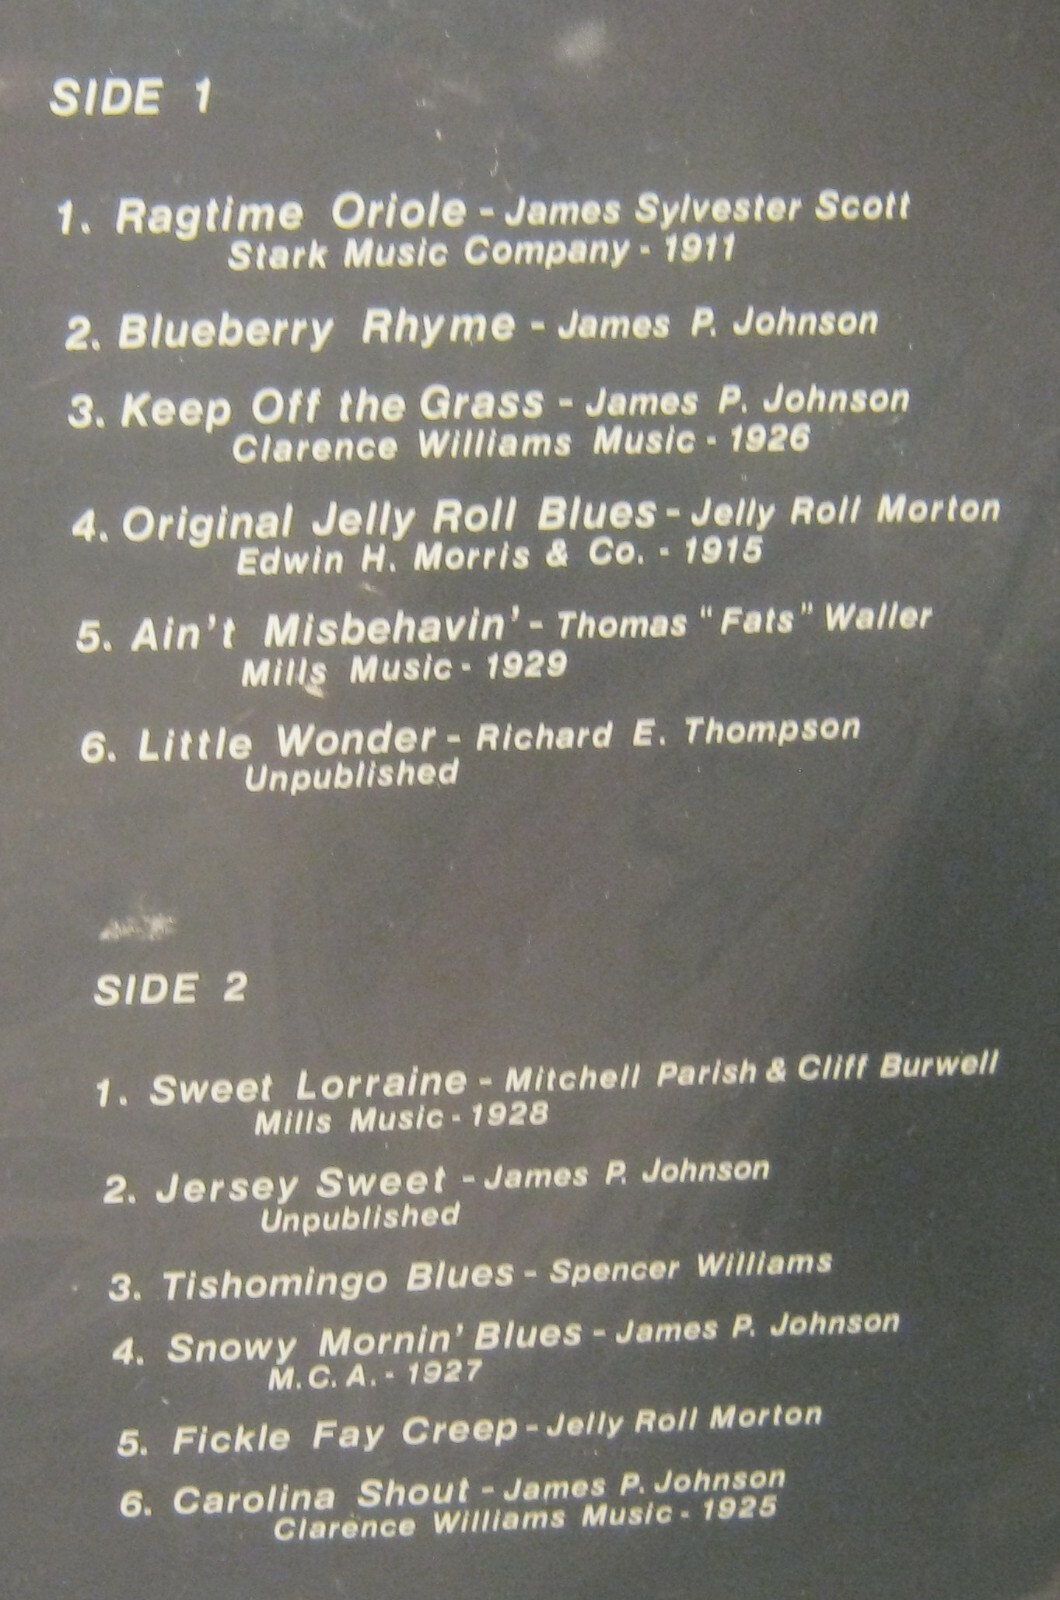 SIDE 1
1. Ragtime Oriole - James Sylvester Scott
Stark Music Company - 1911
2. Blueberry Rhyme - James P. Johnson
3. Keep Off the Grass - James P. Johnson
Clarence Williams Music - 1926
4. Original Jelly Roll Blues - Jelly Roll Morton
Edwin H. Morris & Co. - 1915
5. Ain't Misbehavin' - Thomas "Fats" Waller
Mills Music - 1929
6. Little Wonder - Richard E. Thompson
Unpublished
SIDE 2
1. Sweet Lorraine - Mitchell Parish & Cliff Burwell
Mills Music - 1928
2. Jersey Sweet - James P. Johnson
Unpublished
3. Tishomingo Blues - Spencer Williams
4. Snowy Mornin' Blues - James P. Johnson
M.C.A. - 1927
5. Fickle Fay Creep - Jelly Roll Morton
6. Carolina Shout - James P. Johnson
Clarence Williams Music - 1925